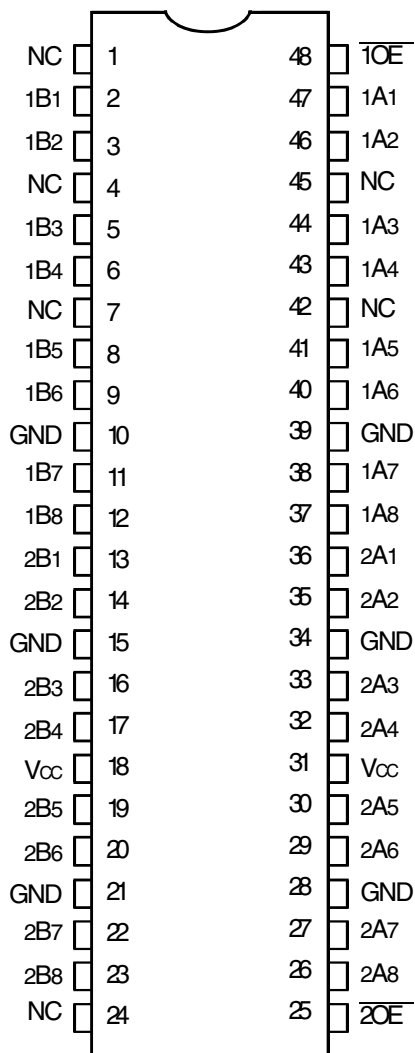 NC 1 48 1OE
1B1 2 47 1A1
1B2 3 46 1A2
NC 4 45 NC
1B3 5 44 1A3
1B4 6 43 1A4
NC 7 42 NC
1B5 8 41 1A5
1B6 9 40 1A6
GND 10 39 GND
1B7 11 38 1A7
1B8 12 37 1A8
2B1 13 36 2A1
2B2 14 35 2A2
GND 15 34 GND
2B3 16 33 2A3
2B4 17 32 2A4
VCC 18 31 VCC
2B5 19 30 2A5
2B6 20 29 2A6
GND 21 28 GND
2B7 22 27 2A7
2B8 23 26 2A8
NC 24 25 2OE